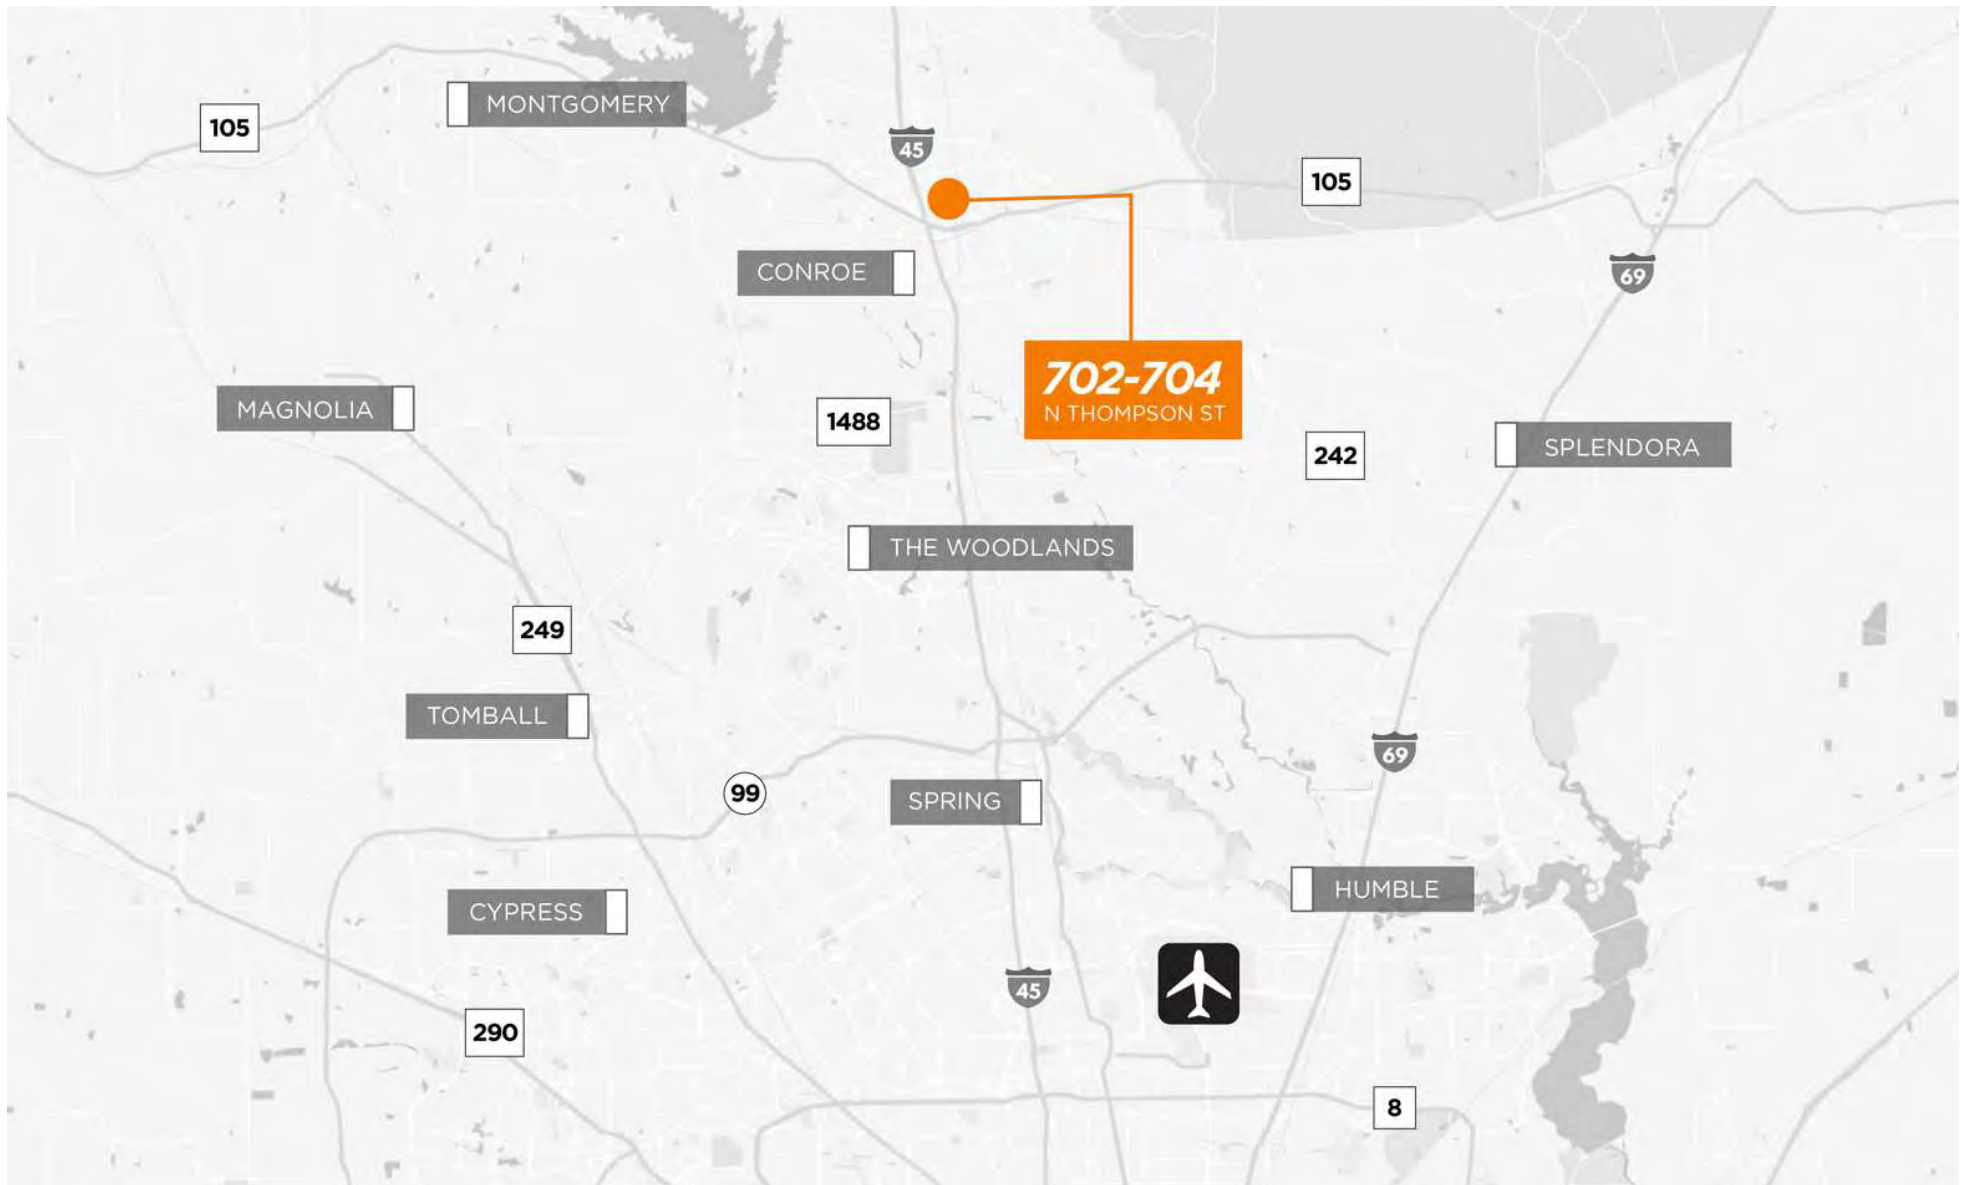 MONTGOMERY
105
45
105
CONROE
69
702-704
N THOMPSON ST
MAGNOLIA
1488
242
SPLENDORA
THE WOODLANDS
249
TOMBALL
69
99
SPRING
HUMBLE
CYPRESS
45
290
8